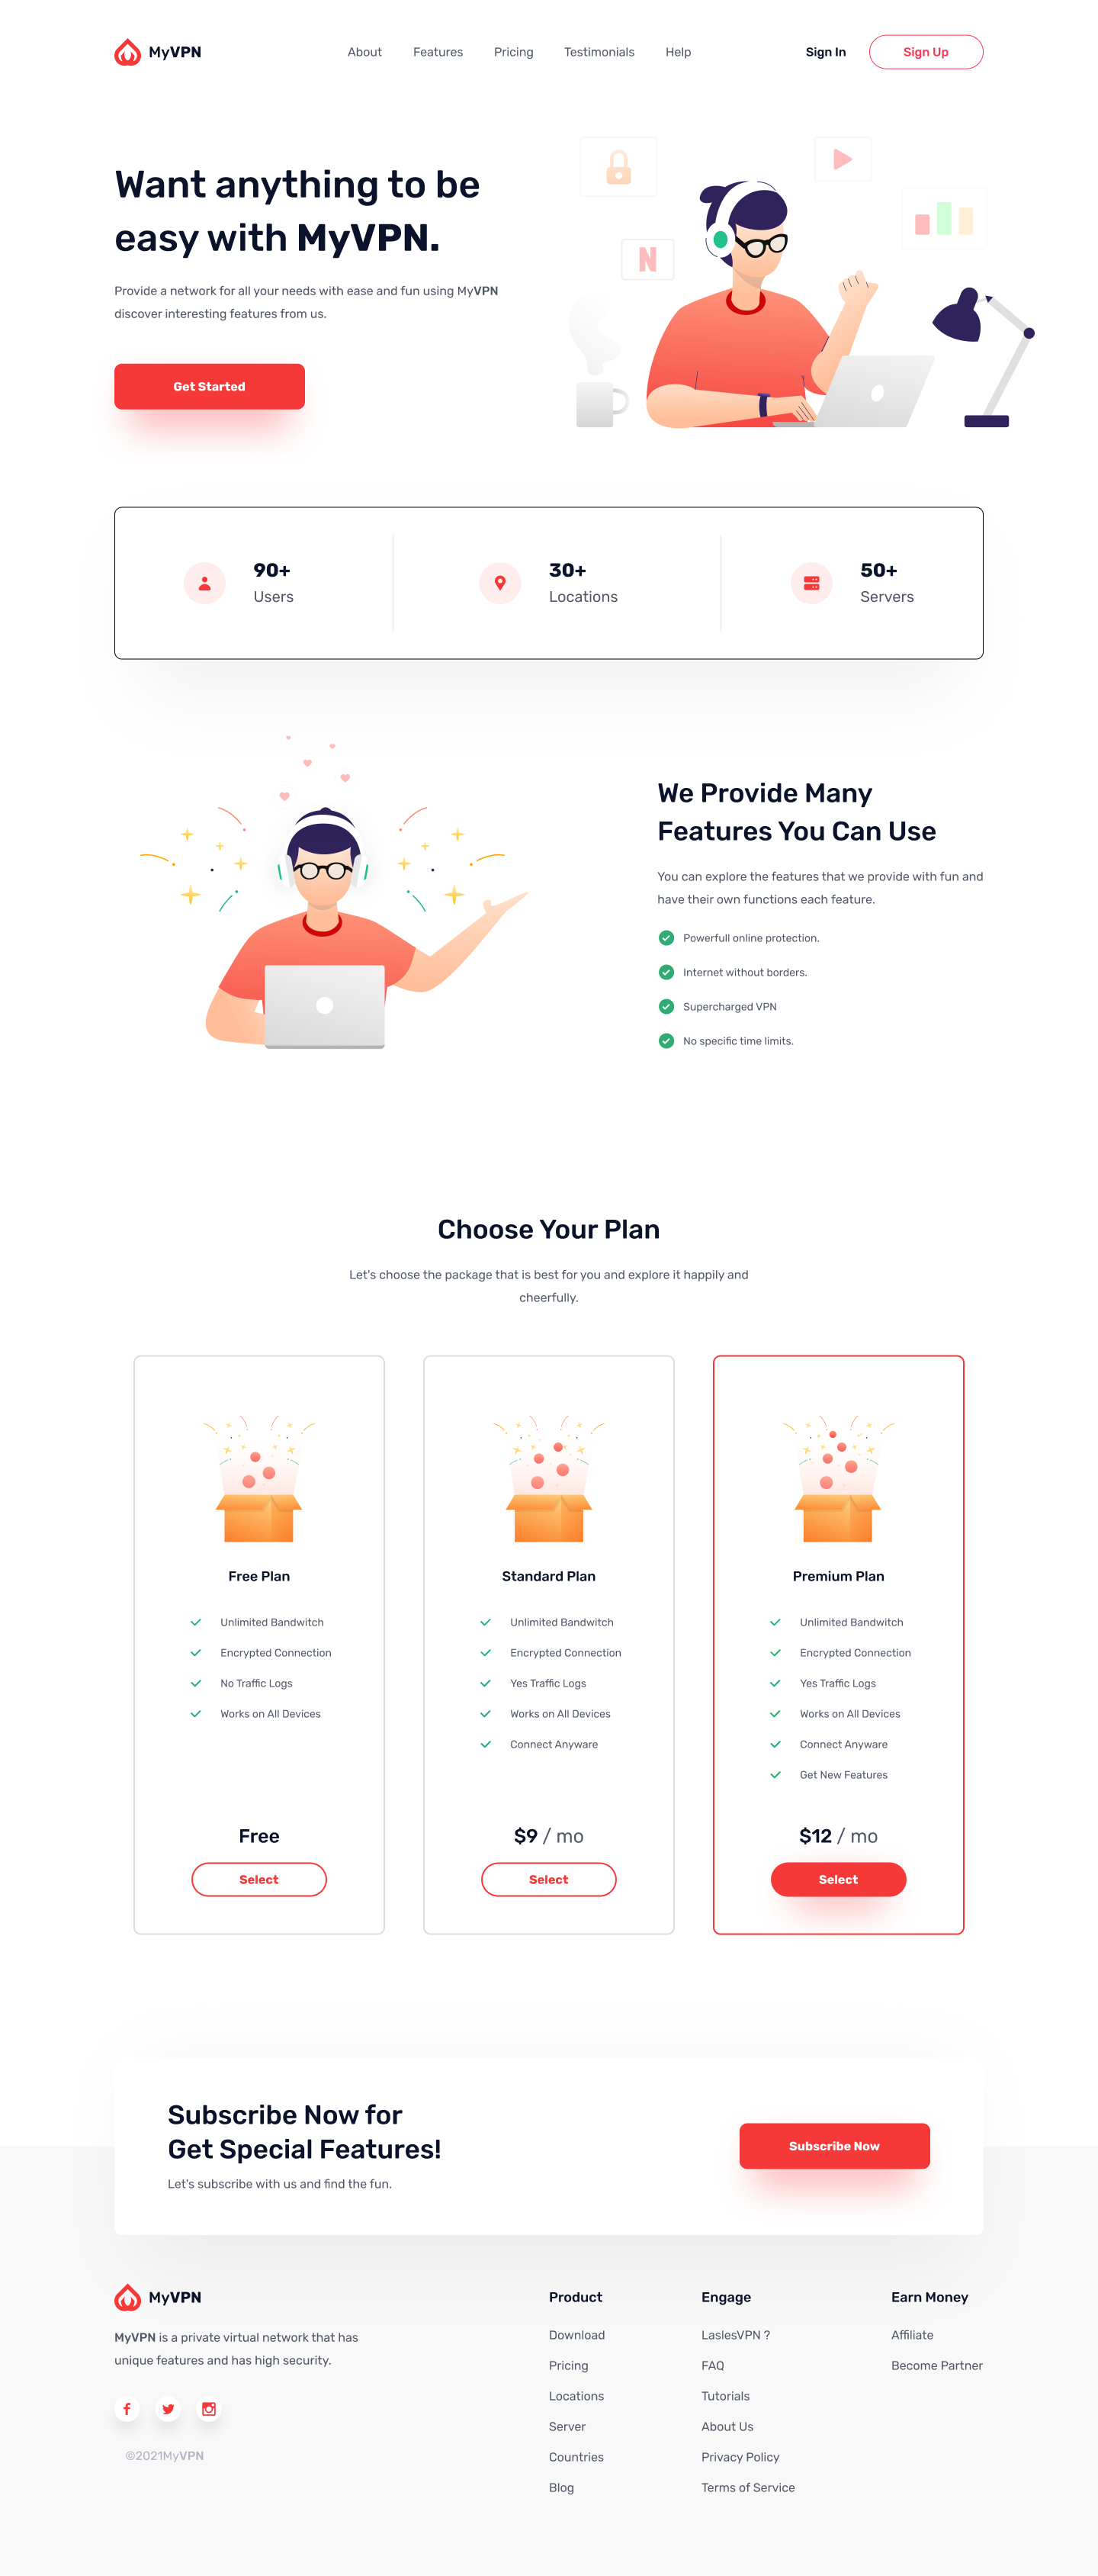 MyVPN
About
Features
Pricing
Testimonials
Help
Sign In
Sign Up
Want anything to be
easy with MyVPN.
Provide a network for all your needs with ease and fun using MyVPN
discover interesting features from us.
Get Started
N
90+
Users
30+
Locations
50+
Servers
We Provide Many
Features You Can Use
You can explore the features that we provide with fun and
have their own functions each feature.
Powerfull online protection.
Internet without borders.
Supercharged VPN
No specific time limits.
Choose Your Plan
Let's choose the package that is best for you and explore it happily and
cheerfully.
Free Plan
Unlimited Bandwitch
Encrypted Connection
No Traffic Logs
Works on All Devices
Free
Select
Standard Plan
Unlimited Bandwitch
Encrypted Connection
Yes Traffic Logs
Works on All Devices
Connect Anyware
$9 / mo
Select
Premium Plan
Unlimited Bandwitch
Encrypted Connection
Yes Traffic Logs
Works on All Devices
Connect Anyware
Get New Features
$12 / mo
Select
Subscribe Now for
Get Special Features!
Let's subscribe with us and find the fun.
Subscribe Now
MyVPN
MyVPN is a private virtual network that has
unique features and has high security.
©2021MyVPN
Product
Download
Pricing
Locations
Server
Countries
Blog
Engage
LaslesVPN ?
FAQ
Tutorials
About Us
Privacy Policy
Terms of Service
Earn Money
Affiliate
Become Partner